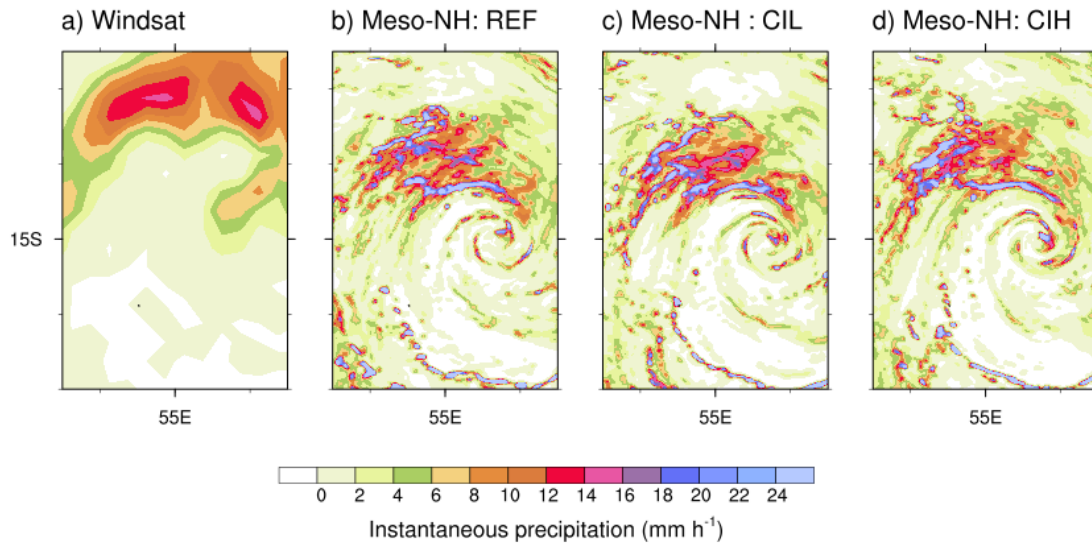 a) Windsat b) Meso-NH: REF c) Meso-NH : CIL d) Meso-NH: CIH
15S
55E 55E 55E 55E
0 2 4 6 8 10 12 14 16 18 20 22 24
Instantaneous precipitation (mm h⁻¹)